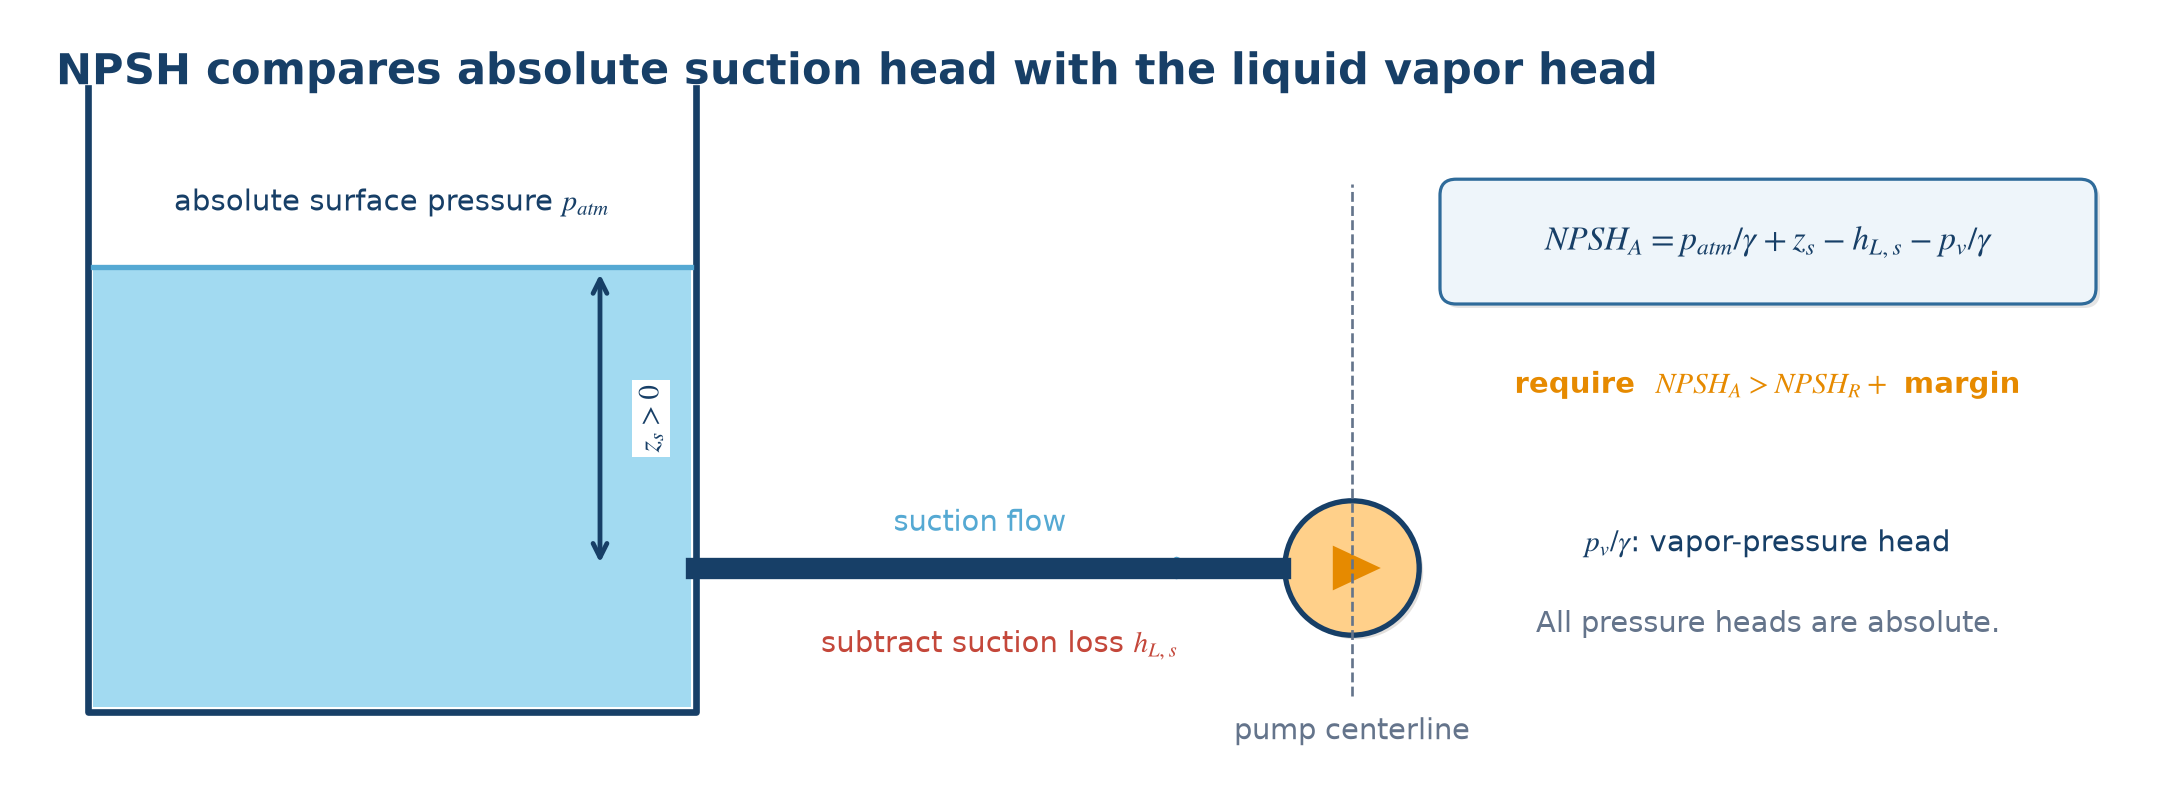 NPSH compares absolute suction head with the liquid vapor head
absolute surface pressure p_atm
NPSH_A = p_atm/γ + z_s − h_L,s − p_v/γ
require NPSH_A > NPSH_R + margin
z_s > 0
suction flow
p_v/γ: vapor-pressure head
subtract suction loss h_L,s
All pressure heads are absolute.
pump centerline